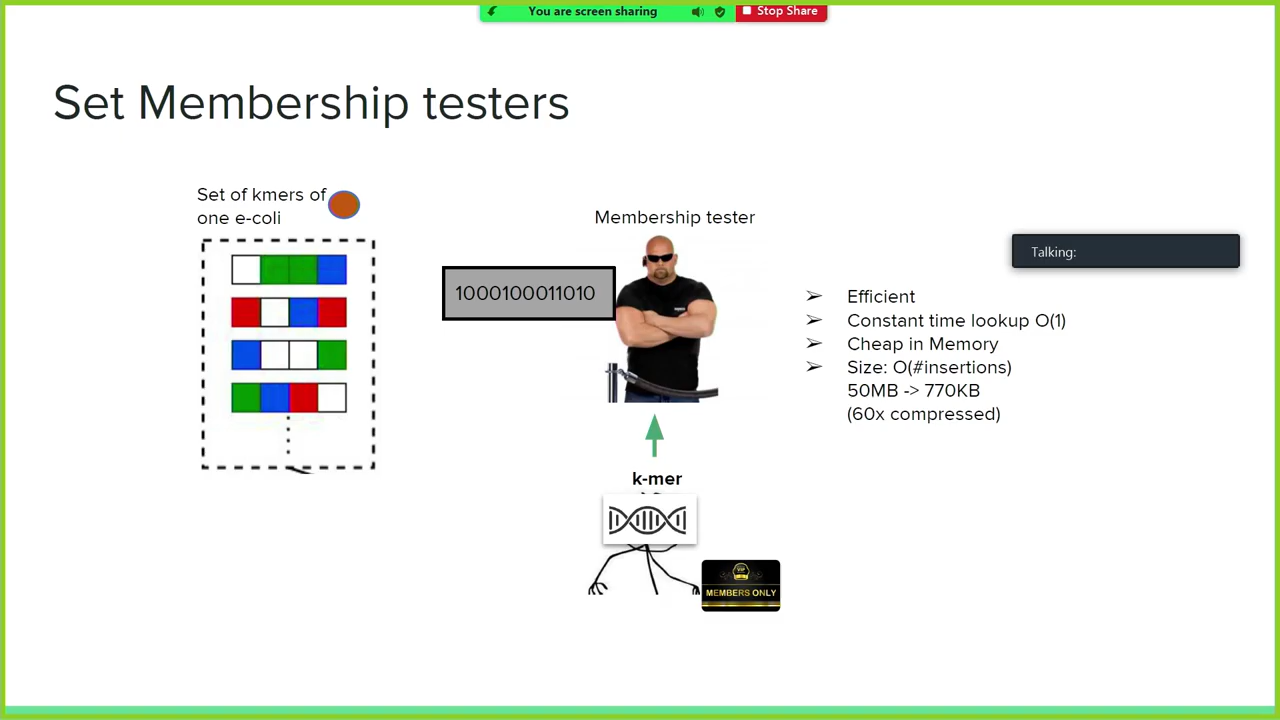 You are screen sharing
Stop Share
Set Membership testers
Set of kmers of
one e-coli
Membership tester
1000100011010
Talking:
➢ Efficient
➢ Constant time lookup O(1)
➢ Cheap in Memory
➢ Size: O(#insertions)
50MB -> 770KB
(60x compressed)
k-mer
VIP
MEMBERS ONLY